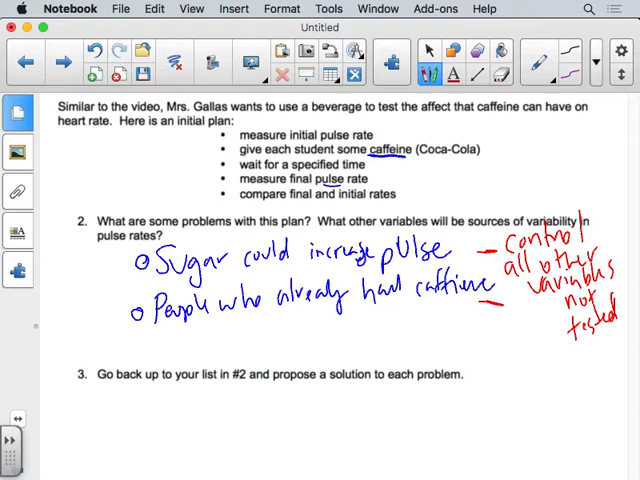 Notebook File Edit View Insert Format Tools Window Add-ons Help
Untitled
Similar to the video, Mrs. Gallas wants to use a beverage to test the affect that caffeine can have on
heart rate. Here is an initial plan:
• measure initial pulse rate
• give each student some caffeine (Coca-Cola)
• wait for a specified time
• measure final pulse rate
• compare final and initial rates
2. What are some problems with this plan? What other variables will be sources of variability in
pulse rates?
Sugar could increase pulse
People who already had caffiene
– control
all other
variables
not
tested
3. Go back up to your list in #2 and propose a solution to each problem.